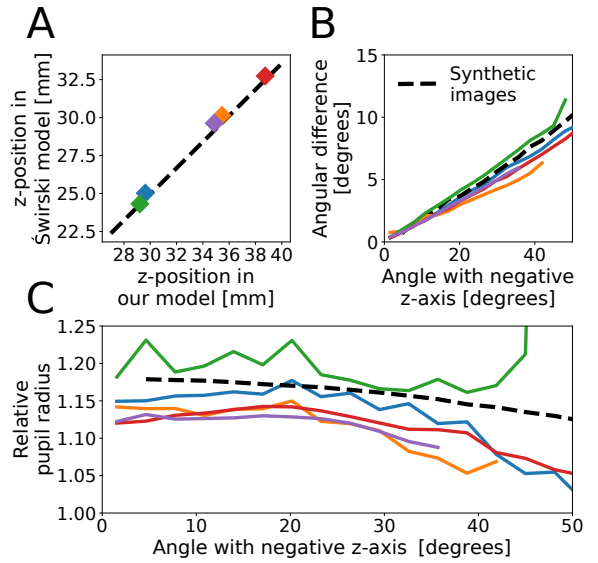 A
z-position in
Świrski model [mm]
32.5
30.0
27.5
25.0
22.5
28 30 32 34 36 38 40
z-position in
our model [mm]
B
Angular difference
[degrees]
15
10
5
0
Synthetic
images
0 20 40
Angle with negative
z-axis [degrees]
C
Relative
pupil radius
1.25
1.20
1.15
1.10
1.05
1.00
0 10 20 30 40 50
Angle with negative z-axis [degrees]